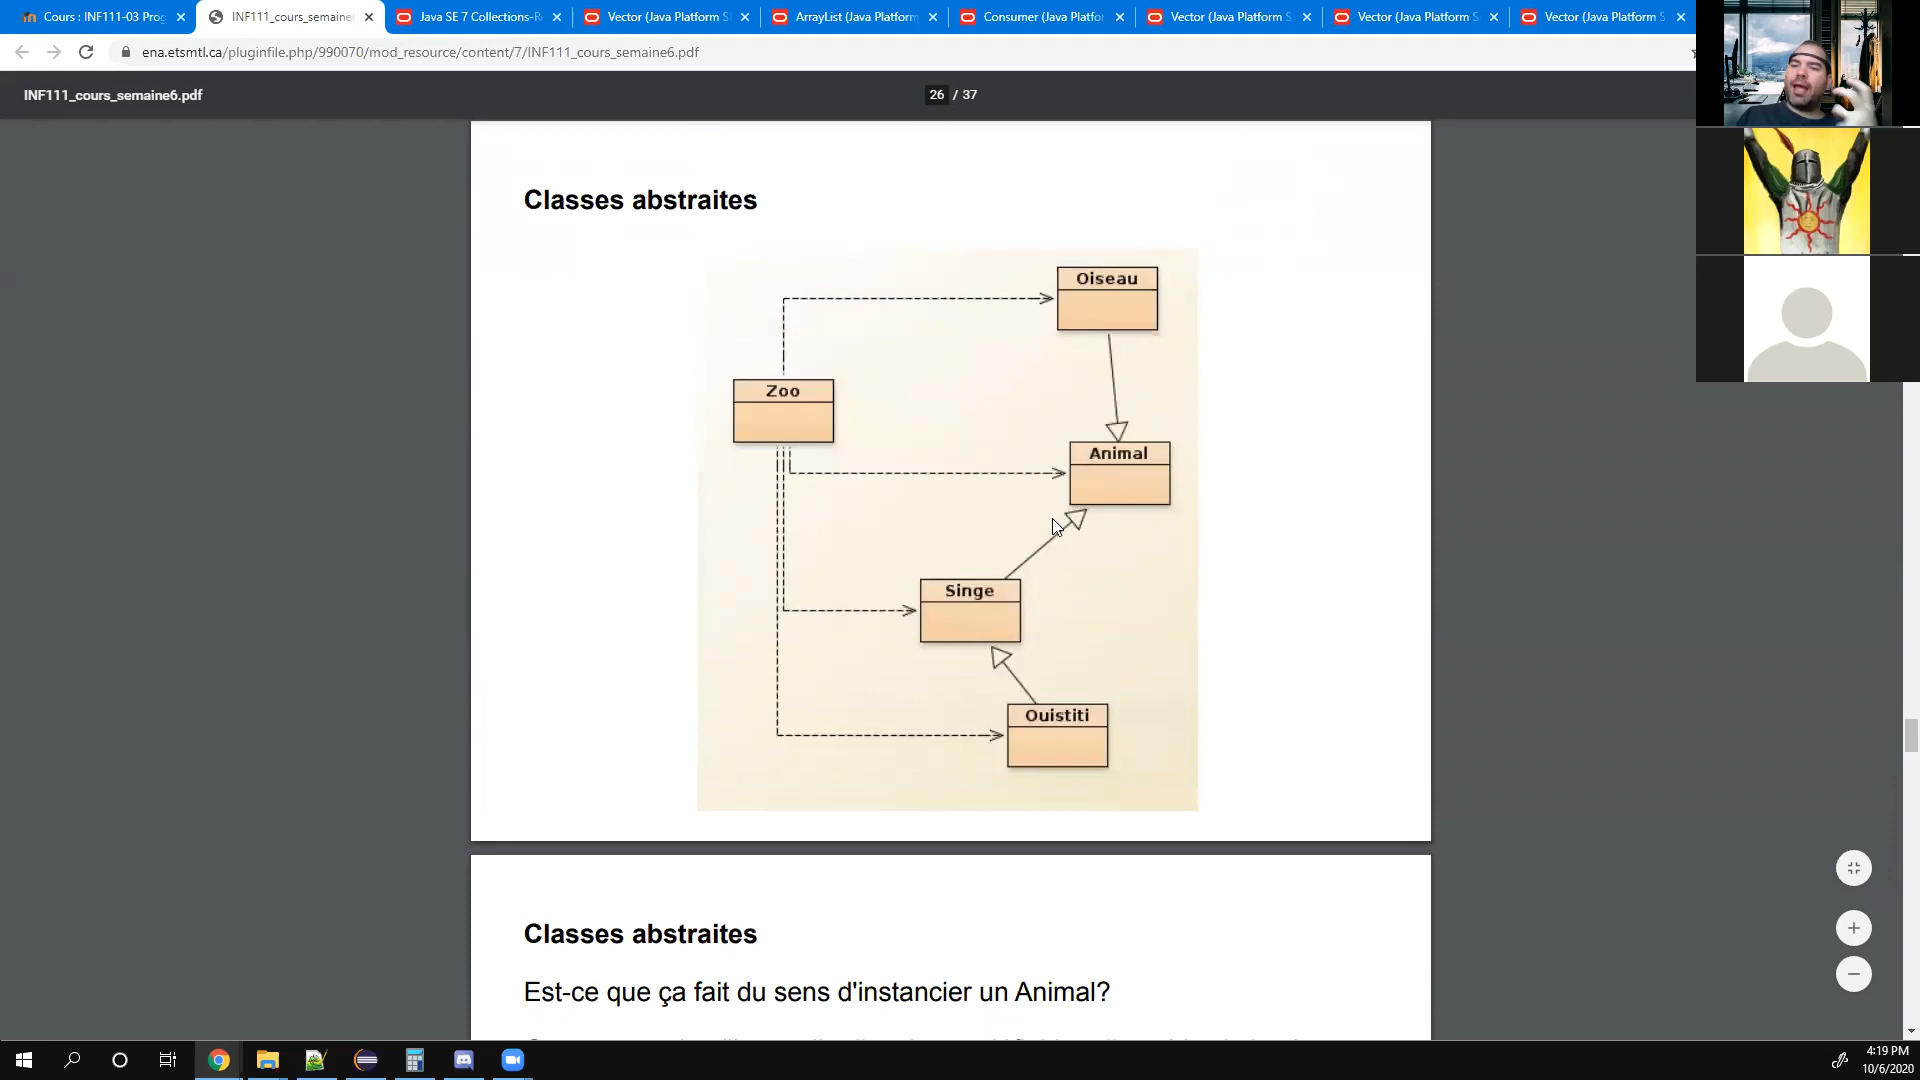 Cours : INF111-03 Prog
INF111_cours_semaine6
Java SE 7 Collections-R
Vector (Java Platform S
ArrayList (Java Platform
Consumer (Java Platfo
Vector (Java Platform S
Vector (Java Platform S
Vector (Java Platform S
ena.etsmtl.ca/pluginfile.php/990070/mod_resource/content/7/INF111_cours_semaine6.pdf
INF111_cours_semaine6.pdf
26 / 37
Classes abstraites
Oiseau
Zoo
Animal
Singe
Ouistiti
Classes abstraites
Est-ce que ça fait du sens d'instancier un Animal?
4:19 PM
10/6/2020